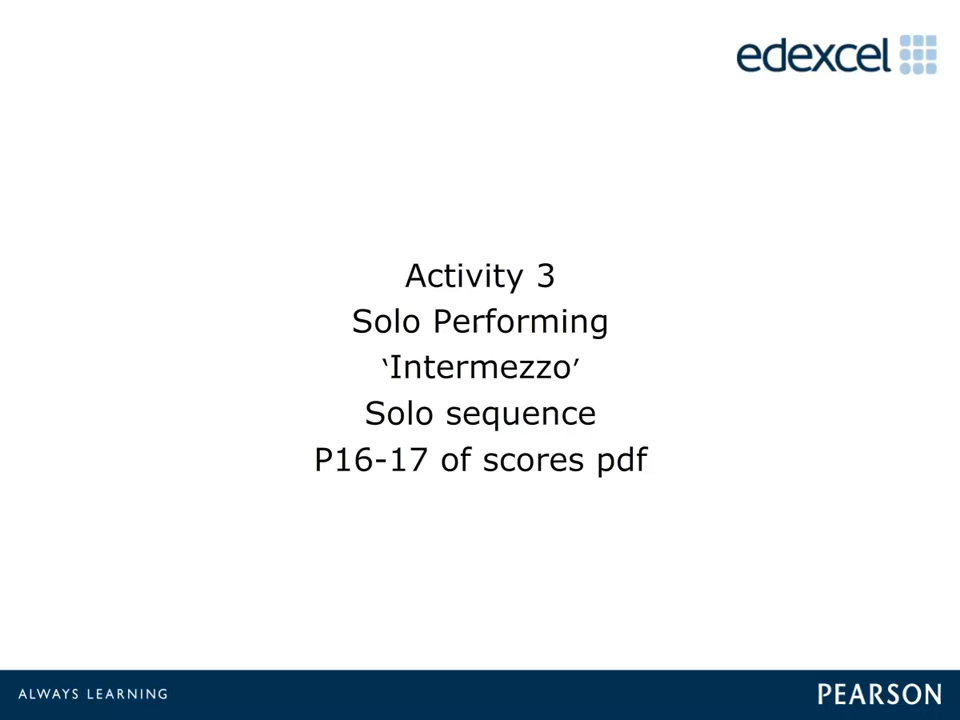 edexcel
Activity 3
Solo Performing
‘Intermezzo’
Solo sequence
P16-17 of scores pdf
ALWAYS LEARNING
PEARSON